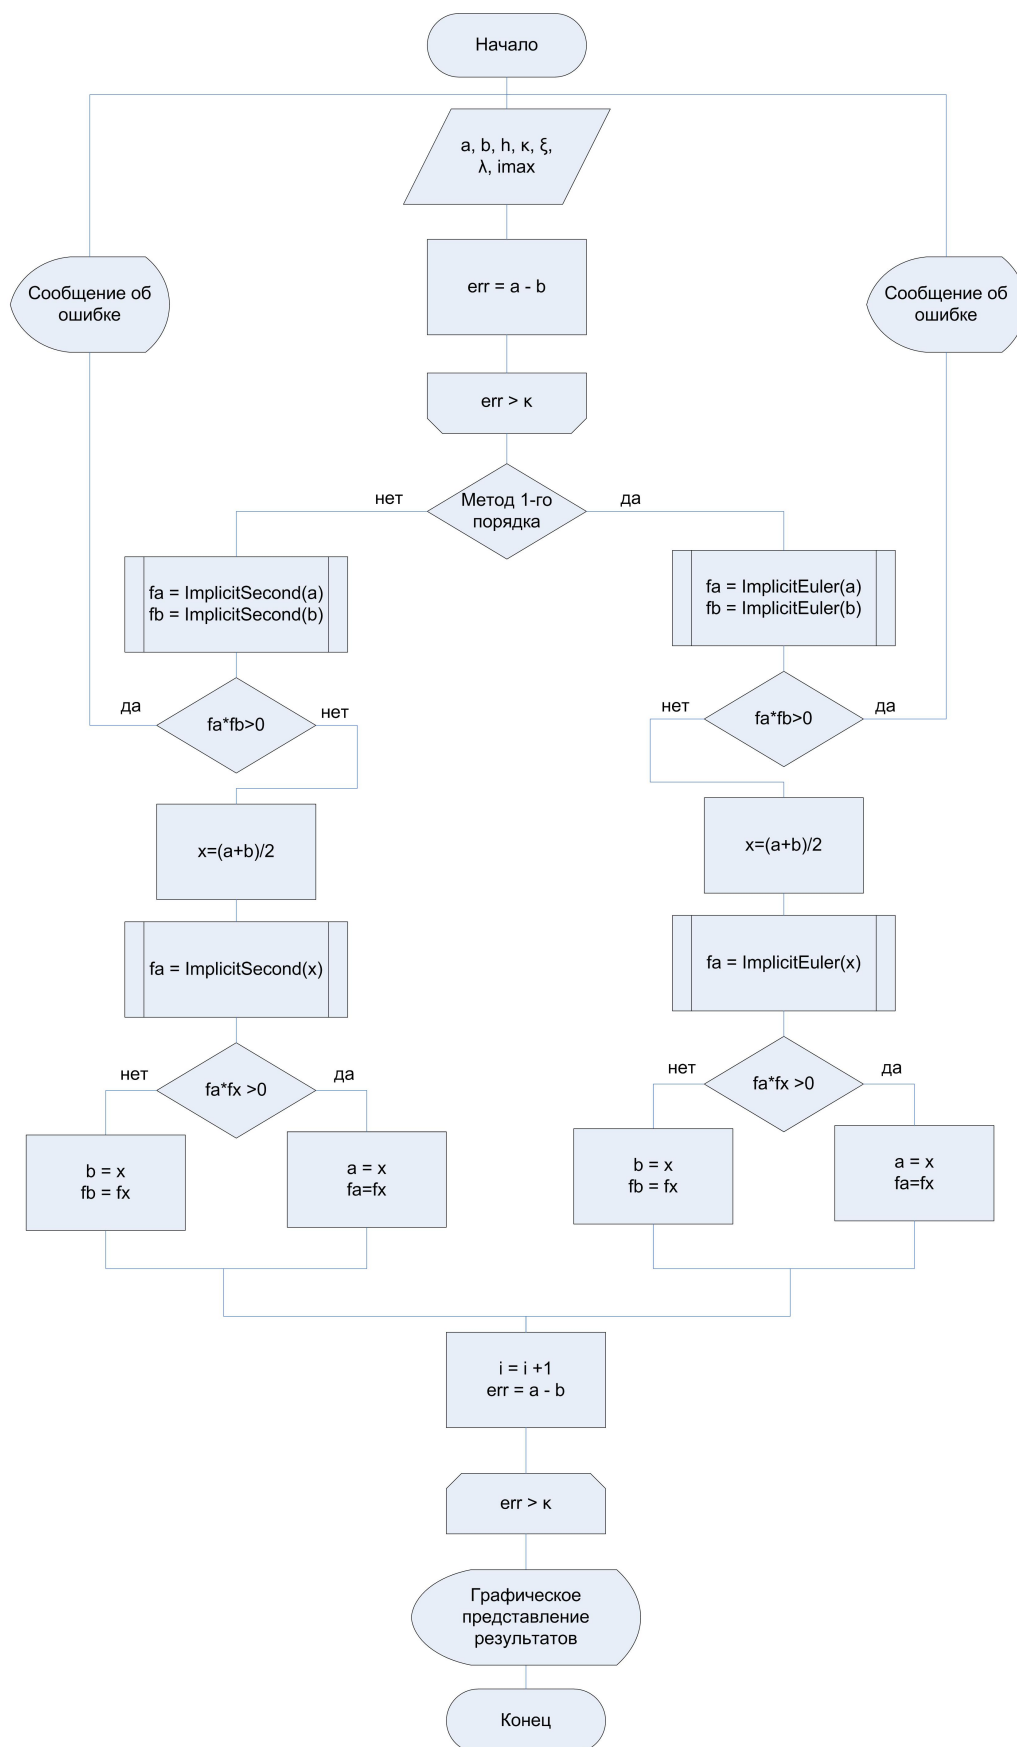 Начало
a, b, h, κ, ξ,
λ, imax
err = a - b
Сообщение об
ошибке
Сообщение об
ошибке
err > κ
Метод 1-го
порядка
нет
да
fa = ImplicitSecond(a)
fb = ImplicitSecond(b)
fa = ImplicitEuler(a)
fb = ImplicitEuler(b)
да
fa*fb>0
нет
нет
fa*fb>0
да
x=(a+b)/2
x=(a+b)/2
fa = ImplicitSecond(x)
fa = ImplicitEuler(x)
нет
fa*fx >0
да
нет
fa*fx >0
да
b = x
fb = fx
a = x
fa=fx
b = x
fb = fx
a = x
fa=fx
i = i +1
err = a - b
err > κ
Графическое
представление
результатов
Конец